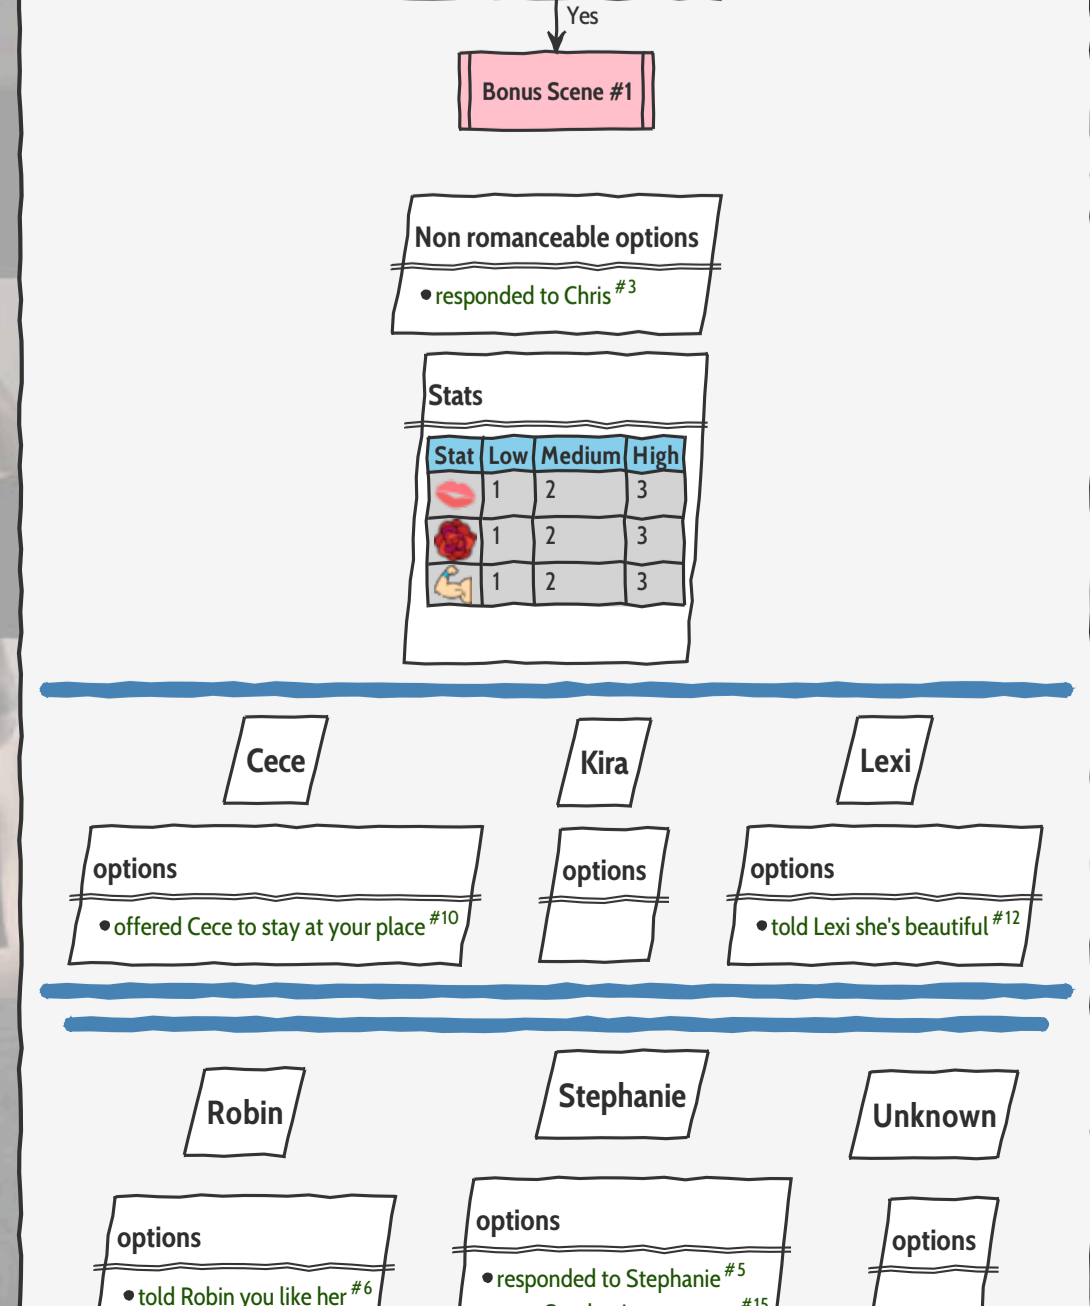 Yes
Bonus Scene #1
Non romanceable options
responded to Chris #3
Stats
Stat Low Medium High
1 2 3
1 2 3
1 2 3
Cece Kira Lexi
options options options
offered Cece to stay at your place #10 told Lexi she's beautiful #12
Robin Stephanie Unknown
options options options
responded to Stephanie #5
told Robin you like her #6
#15